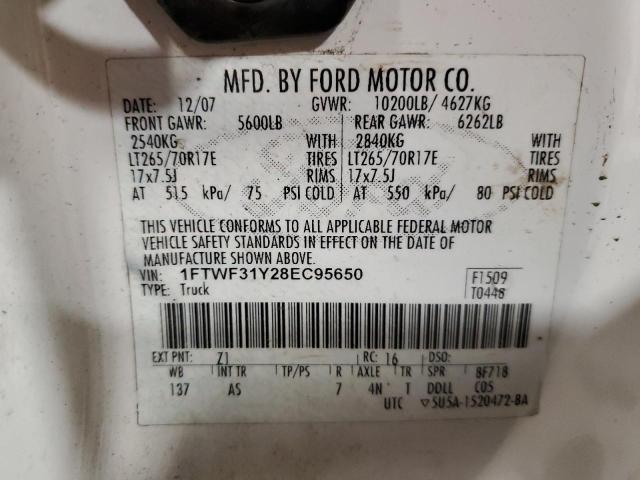 MFD. BY FORD MOTOR CO.
DATE: 12/07 GVWR: 10200LB/ 4627KG
FRONT GAWR: 5600LB REAR GAWR: 6262LB
2540KG WITH 2840KG WITH
LT265/70R17E TIRES LT265/70R17E TIRES
17x7.5J RIMS 17x7.5J RIMS
AT 515 kPa/ 75 PSI COLD AT 550 kPa/ 80 PSI COLD
THIS VEHICLE CONFORMS TO ALL APPLICABLE FEDERAL MOTOR
VEHICLE SAFETY STANDARDS IN EFFECT ON THE DATE OF
MANUFACTURE SHOWN ABOVE.
VIN: 1FTWF31Y28EC95650 F1509
TYPE: Truck T0446
EXT PNT: Z1 RC: 16 DSO:
WB INT TR TP/PS R AXLE TR SPR 8F718
137 AS 7 4N T DDLL C05
UTC ▽5U5A-1520472-BA